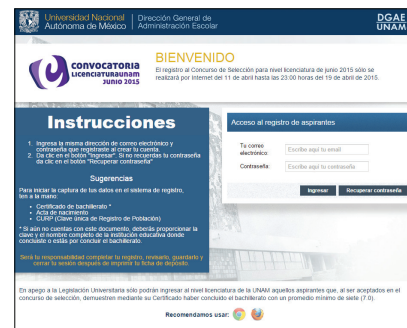 Universidad Nacional
Autónoma de México
Dirección General de
Administración Escolar
DGAE
UNAM
CONVOCATORIA
LICENCIATURAUNAM
JUNIO 2015
BIENVENIDO
El registro al Concurso de Selección para nivel licenciatura de junio 2015 sólo se
realizará por Internet del 11 de abril hasta las 23:00 horas del 19 de abril de 2015.
Instrucciones
1. Ingresa la misma dirección de correo electrónico y
contraseña que registraste al crear tu cuenta.
2. Da clic en el botón "Ingresar". Si no recuerdas tu contraseña
da clic en el botón "Recuperar contraseña"
Sugerencias
Para iniciar la captura de tus datos en el sistema de registro,
ten a la mano:
• Certificado de bachillerato *
• Acta de nacimiento
• CURP (Clave única de Registro de Población)
* Si aún no cuentas con este documento, deberás proporcionar la
clave y el nombre completo de la institución educativa donde
concluiste o estás por concluir el bachillerato.
Será tu responsabilidad completar tu registro, revisarlo, guardarlo y
cerrar tu sesión después de imprimir tu ficha de depósito.
Acceso al registro de aspirantes
Tu correo
electrónico:
Escribe aquí tu email
Contraseña:
Escribe aquí tu contraseña
Ingresar
Recuperar contraseña
En apego a la Legislación Universitaria sólo podrán ingresar al nivel licenciatura de la UNAM aquellos aspirantes que, al ser aceptados en el
concurso de selección, demuestren mediante su Certificado haber concluido el bachillerato con un promedio mínimo de siete (7.0).
Recomendamos usar: